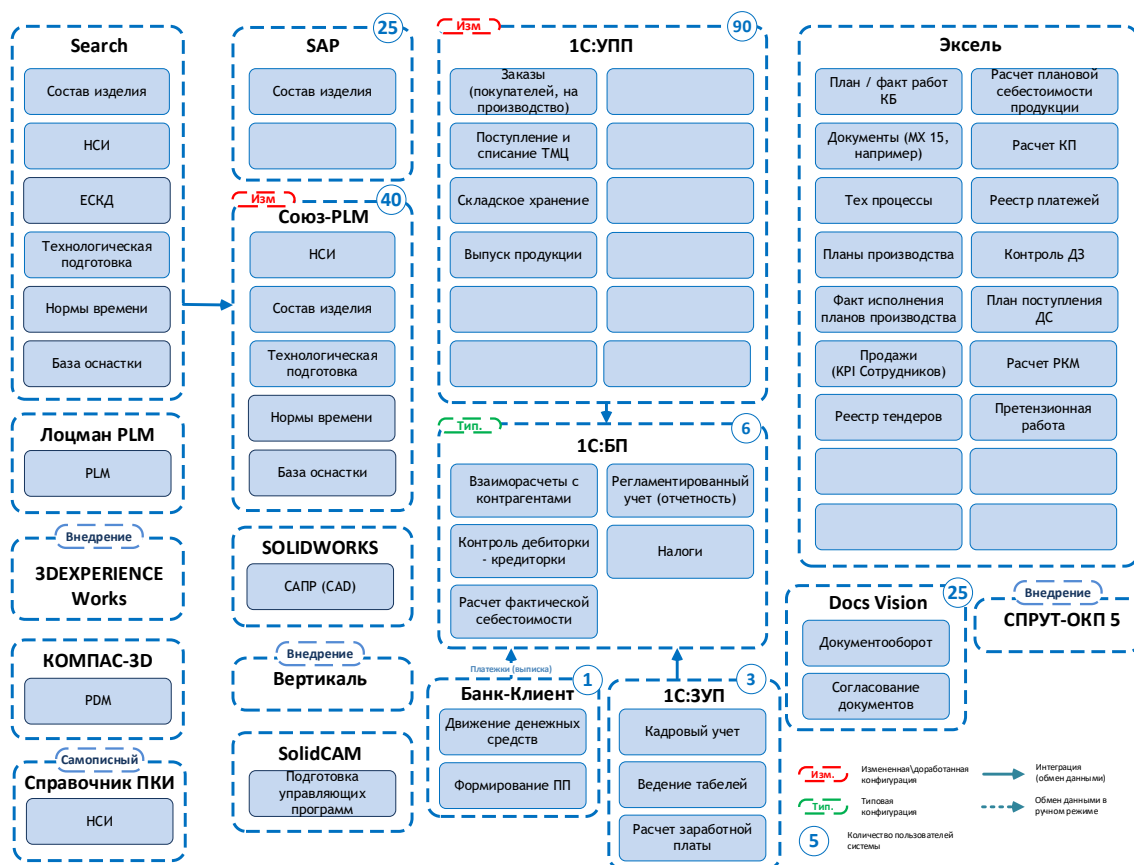 Search
Состав изделия
НСИ
ЕСКД
Технологическая
подготовка
Нормы времени
База оснастки
Лоцман PLM
PLM
Внедрение
3DEXPERIENCE
Works
КОМПАС-3D
PDM
Самописный
Справочник ПКИ
НСИ
25
SAP
Состав изделия
Изм
40
Союз-PLM
НСИ
Состав изделия
Технологическая
подготовка
Нормы времени
База оснастки
SOLIDWORKS
САПР (CAD)
Внедрение
Вертикаль
SolidCAM
Подготовка
управляющих
программ
Изм
90
1С:УПП
Заказы
(покупателей, на
производство)
Поступление и
списание ТМЦ
Складское хранение
Выпуск продукции
Тип.
6
1С:БП
Взаиморасчеты с
контрагентами
Регламентированный
учет (отчетность)
Контроль дебиторки
- кредиторки
Налоги
Расчет фактической
себестоимости
Платежки (выписка)
1
Банк-Клиент
Движение денежных
средств
Формирование ПП
3
1С:ЗУП
Кадровый учет
Ведение табелей
Расчет заработной
платы
Эксель
План / факт работ
КБ
Расчет плановой
себестоимости
продукции
Документы (МХ 15,
например)
Расчет КП
Тех процессы
Реестр платежей
Планы производства
Контроль ДЗ
Факт исполнения
планов производства
План поступления
ДС
Продажи
(KPI Сотрудников)
Расчет РКМ
Реестр тендеров
Претензионная
работа
25
Docs Vision
Документооборот
Согласование
документов
Внедрение
СПРУТ-ОКП 5
Изм.
Измененная\доработанная
конфигурация
Интеграция
(обмен данными)
Тип.
Типовая
конфигурация
Обмен данными в
ручном режиме
5
Количество пользователей
системы